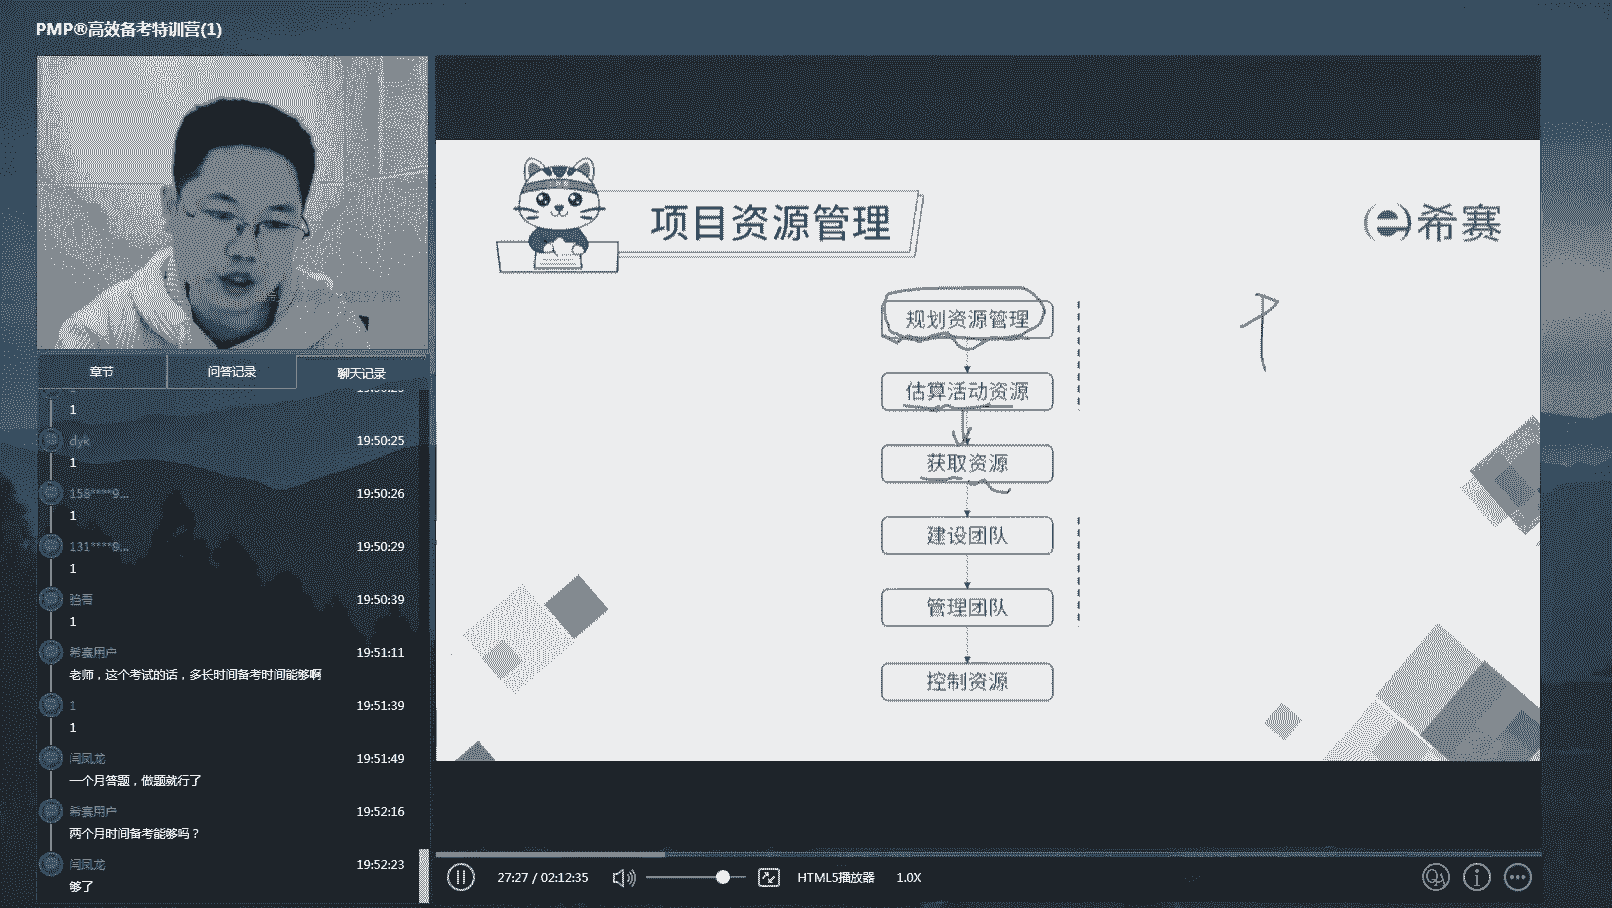 PMP®高效备考特训营(1)
项目资源管理
希赛
规划资源管理
估算活动资源
获取资源
建设团队
管理团队
控制资源
章节
问答记录
聊天记录
1
dyk
19:50:25
1
158****9...
19:50:26
1
131****9...
19:50:29
1
19:50:39
1
希赛用户
19:51:11
老师，这个考试的话，多长时间备考时间能够啊
1
19:51:39
1
闫凤龙
19:51:49
一个月答题，做题就行了
希赛用户
19:52:16
两个月时间备考能够吗？
闫凤龙
19:52:23
够了
27:27 / 02:12:35
HTML5播放器
1.0X